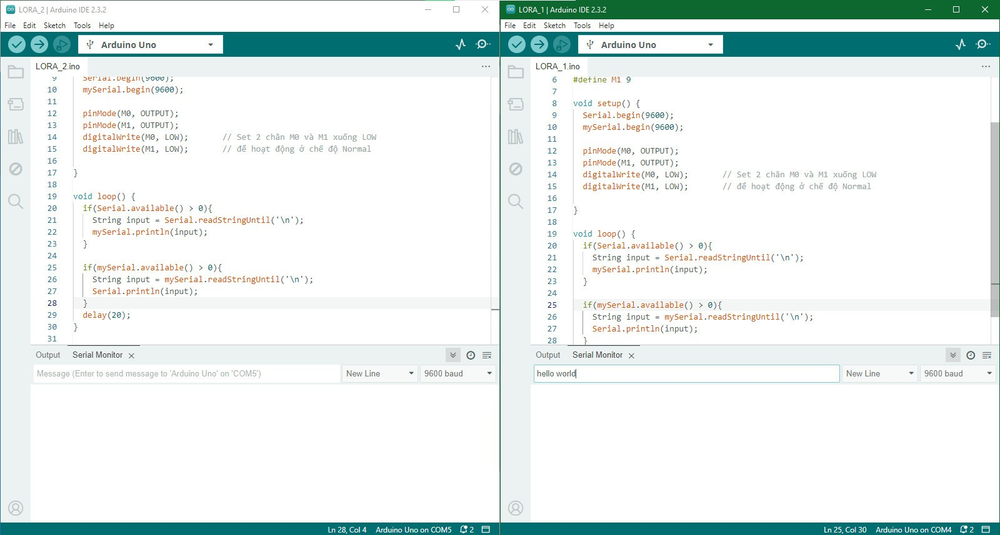 LORA_2 | Arduino IDE 2.3.2
File Edit Sketch Tools Help
Arduino Uno
LORA_2.ino
9 Serial.begin(9600);
10 mySerial.begin(9600);
11
12 pinMode(M0, OUTPUT);
13 pinMode(M1, OUTPUT);
14 digitalWrite(M0, LOW); // Set 2 chân M0 và M1 xuống LOW
15 digitalWrite(M1, LOW); // để hoạt động ở chế độ Normal
16
17 }
18
19 void loop() {
20 if(Serial.available() > 0){
21 String input = Serial.readStringUntil('\n');
22 mySerial.println(input);
23 }
24
25 if(mySerial.available() > 0){
26 String input = mySerial.readStringUntil('\n');
27 Serial.println(input);
28 }
29 delay(20);
30 }
31
Output Serial Monitor
Message (Enter to send message to 'Arduino Uno' on 'COM5') New Line 9600 baud
Ln 28, Col 4 Arduino Uno on COM5 2
LORA_1 | Arduino IDE 2.3.2
File Edit Sketch Tools Help
Arduino Uno
LORA_1.ino
6 #define M1 9
7
8 void setup() {
9 Serial.begin(9600);
10 mySerial.begin(9600);
11
12 pinMode(M0, OUTPUT);
13 pinMode(M1, OUTPUT);
14 digitalWrite(M0, LOW); // Set 2 chân M0 và M1 xuống LOW
15 digitalWrite(M1, LOW); // để hoạt động ở chế độ Normal
16
17 }
18
19 void loop() {
20 if(Serial.available() > 0){
21 String input = Serial.readStringUntil('\n');
22 mySerial.println(input);
23 }
24
25 if(mySerial.available() > 0){
26 String input = mySerial.readStringUntil('\n');
27 Serial.println(input);
28 }
Output Serial Monitor
hello world New Line 9600 baud
Ln 25, Col 30 Arduino Uno on COM4 2